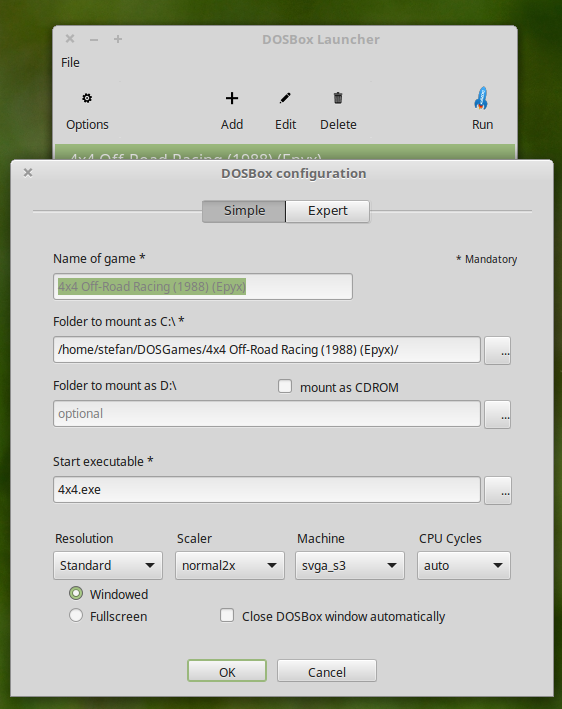 DOSBox Launcher
File
Options Add Edit Delete Run
4x4 Off-Road Racing (1988) (Epyx)
DOSBox configuration
Simple Expert
Name of game * * Mandatory
4x4 Off-Road Racing (1988) (Epyx)
Folder to mount as C:\ *
/home/stefan/DOSGames/4x4 Off-Road Racing (1988) (Epyx)/ ...
Folder to mount as D:\ mount as CDROM
optional ...
Start executable *
4x4.exe ...
Resolution Scaler Machine CPU Cycles
Standard normal2x svga_s3 auto
Windowed
Fullscreen Close DOSBox window automatically
OK Cancel